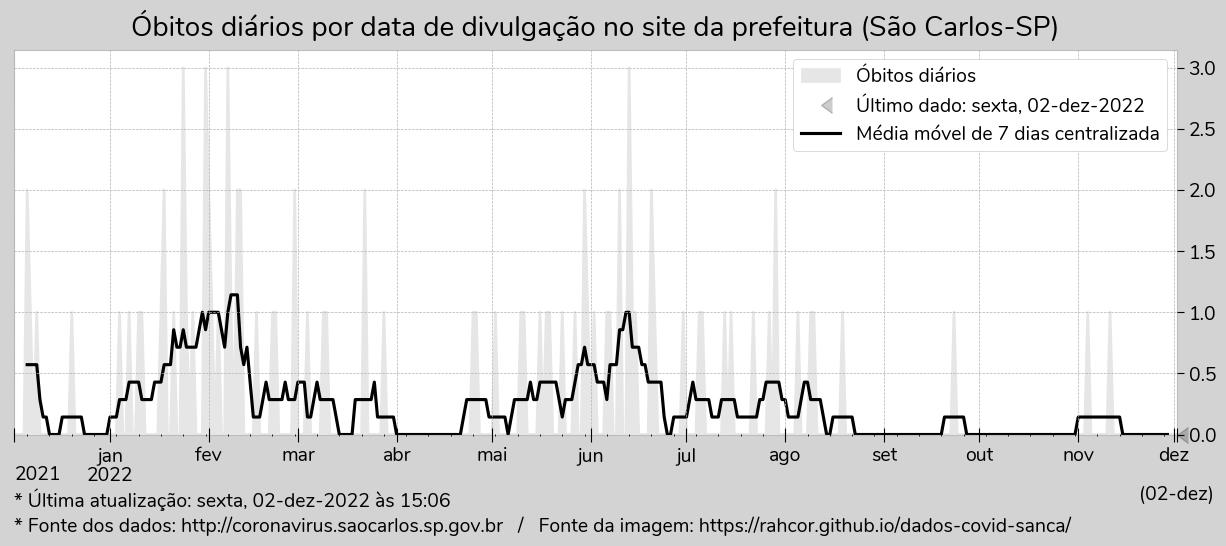 Óbitos diários por data de divulgação no site da prefeitura (São Carlos-SP)
Óbitos diários
Último dado: sexta, 02-dez-2022
Média móvel de 7 dias centralizada
3.0
2.5
2.0
1.5
1.0
0.5
0.0
jan fev mar abr mai jun jul ago set out nov dez
2021 2022
(02-dez)
* Última atualização: sexta, 02-dez-2022 às 15:06
* Fonte dos dados: http://coronavirus.saocarlos.sp.gov.br / Fonte da imagem: https://rahcor.github.io/dados-covid-sanca/